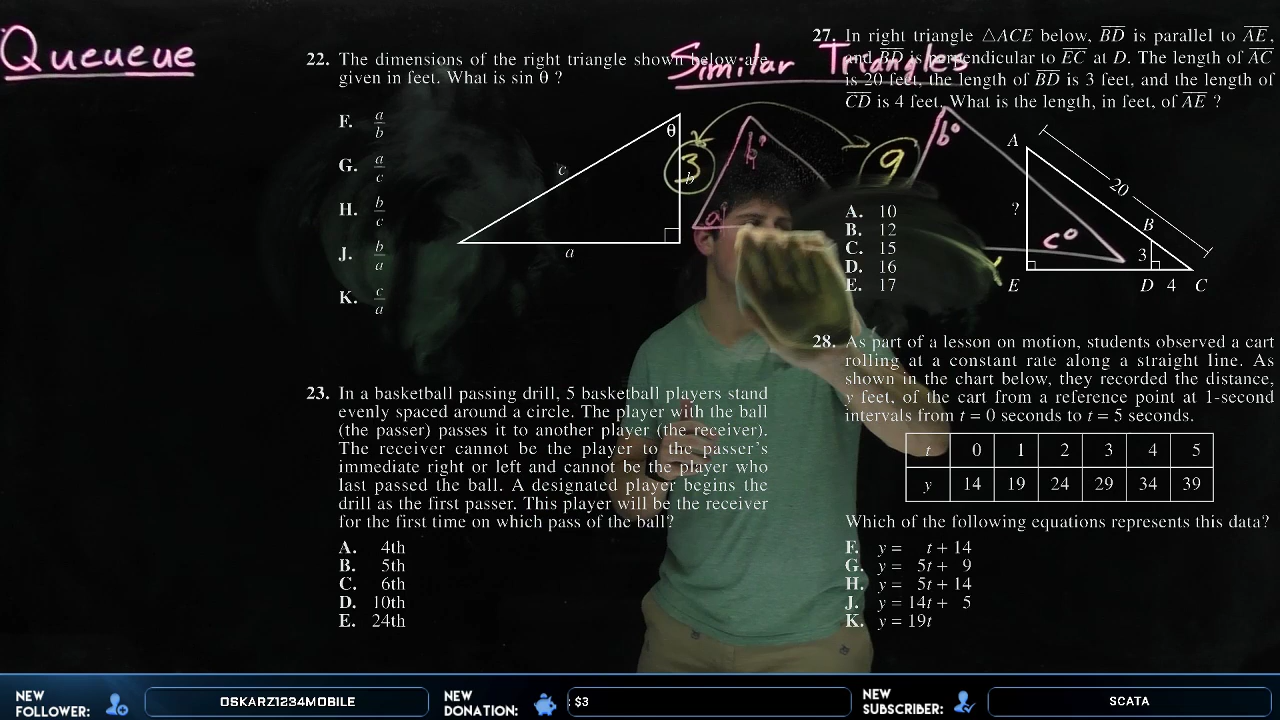 Queueue
Similar Triangles
22. The dimensions of the right triangle shown below are
given in feet. What is sin θ ?
F. a/b
G. a/c
H. b/c
J. b/a
K. c/a
θ
c
b
a
3
b°
a°
9
b°
c°
23. In a basketball passing drill, 5 basketball players stand
evenly spaced around a circle. The player with the ball
(the passer) passes it to another player (the receiver).
The receiver cannot be the player to the passer's
immediate right or left and cannot be the player who
last passed the ball. A designated player begins the
drill as the first passer. This player will be the receiver
for the first time on which pass of the ball?
A. 4th
B. 5th
C. 6th
D. 10th
E. 24th
27. In right triangle △ACE below, BD is parallel to AE,
and BD is perpendicular to EC at D. The length of AC
is 20 feet, the length of BD is 3 feet, and the length of
CD is 4 feet. What is the length, in feet, of AE ?
A. 10
B. 12
C. 15
D. 16
E. 17
A
20
?
B
3
E
D 4 C
28. As part of a lesson on motion, students observed a cart
rolling at a constant rate along a straight line. As
shown in the chart below, they recorded the distance,
y feet, of the cart from a reference point at 1-second
intervals from t = 0 seconds to t = 5 seconds.
t 0 1 2 3 4 5
y 14 19 24 29 34 39
Which of the following equations represents this data?
F. y = t + 14
G. y = 5t + 9
H. y = 5t + 14
J. y = 14t + 5
K. y = 19t
NEW FOLLOWER: OSKARZ1234MOBILE
NEW DONATION: : $3
NEW SUBSCRIBER: SCATA